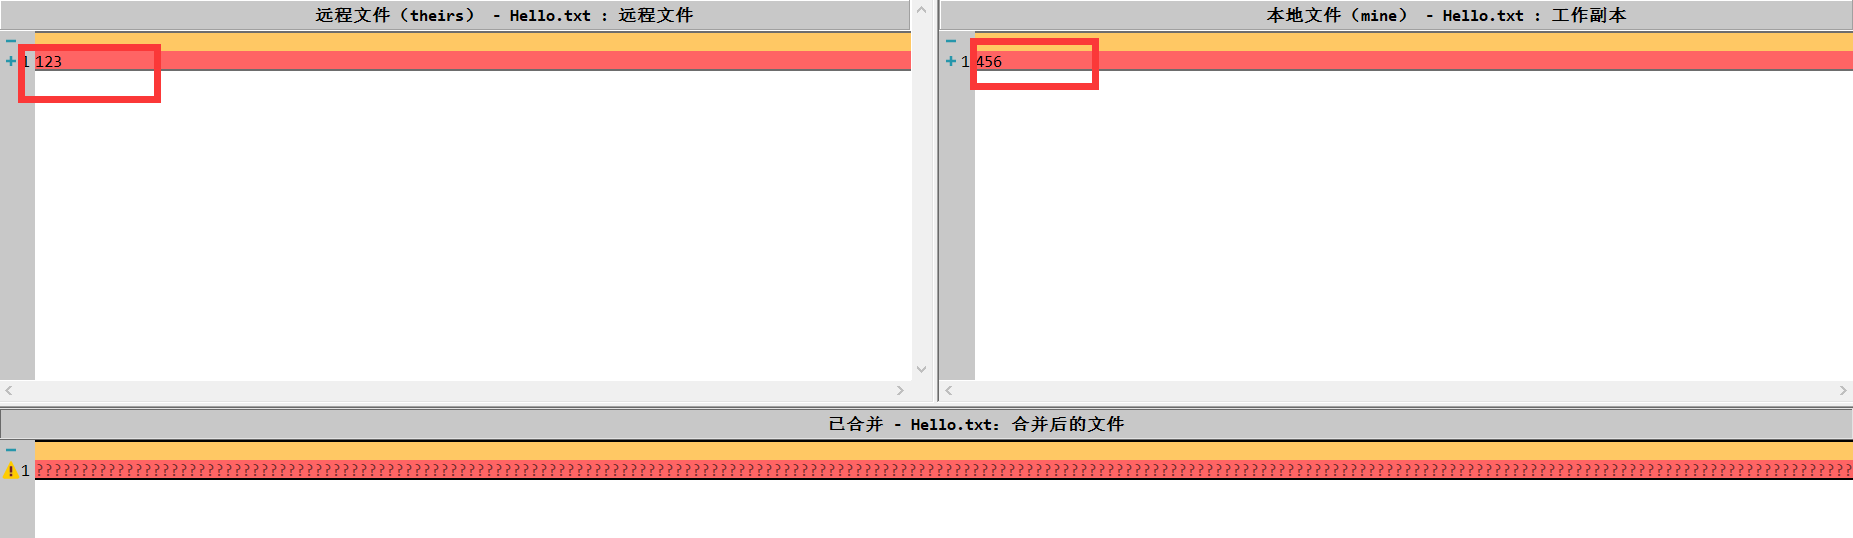 远程文件（theirs） - Hello.txt : 远程文件
- 
+ 1 123
本地文件（mine） - Hello.txt : 工作副本
-
+ 1 456
已合并 - Hello.txt: 合并后的文件
-
1